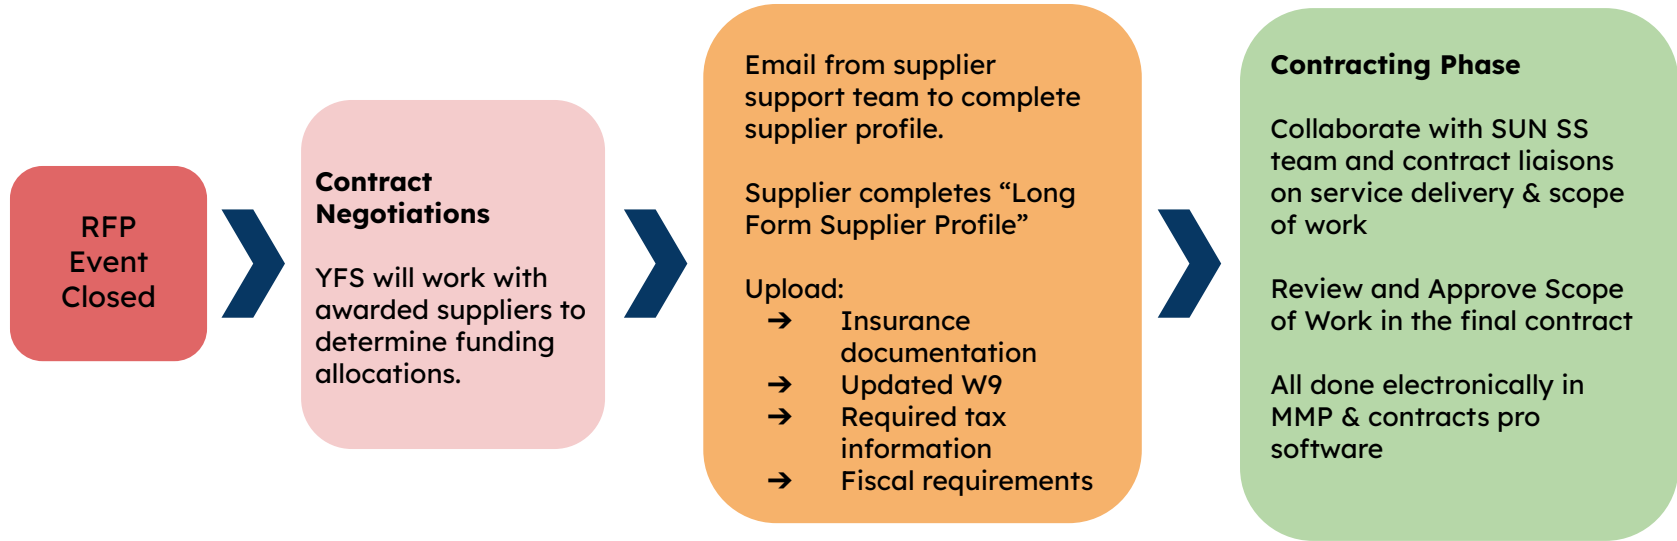 RFP
Event
Closed
Contract
Negotiations
YFS will work with
awarded suppliers to
determine funding
allocations.
Email from supplier
support team to complete
supplier profile.
Supplier completes “Long
Form Supplier Profile”
Upload:
➔ Insurance
documentation
➔ Updated W9
➔ Required tax
information
➔ Fiscal requirements
Contracting Phase
Collaborate with SUN SS
team and contract liaisons
on service delivery & scope
of work
Review and Approve Scope
of Work in the final contract
All done electronically in
MMP & contracts pro
software